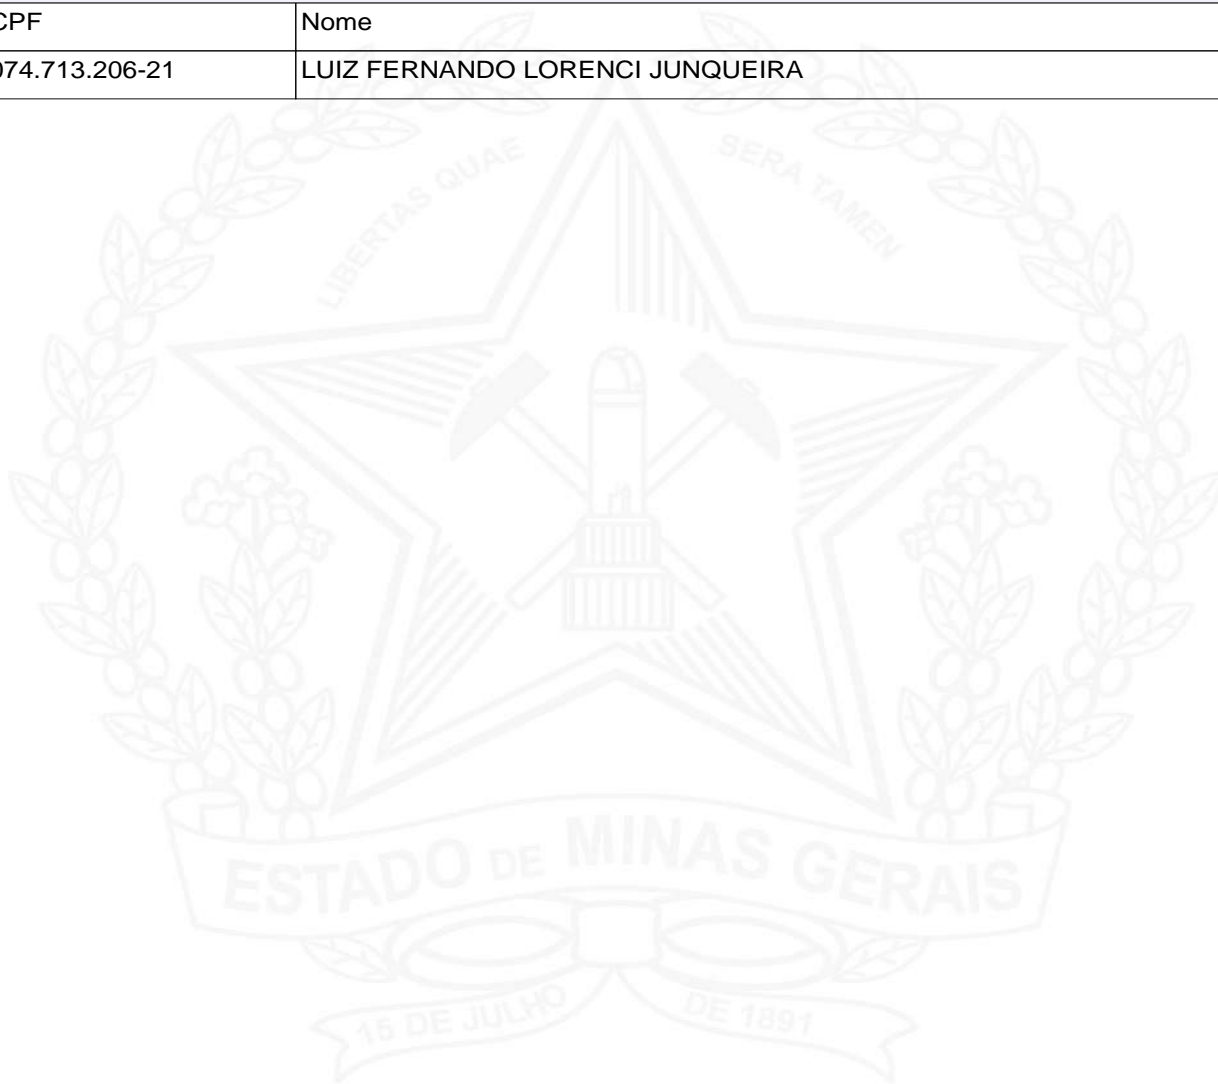 CPF Nome
074.713.206-21 LUIZ FERNANDO LORENCI JUNQUEIRA
LIBERTAS QUAE SERA TAMEN
ESTADO DE MINAS GERAIS
15 DE JULHO DE 1891